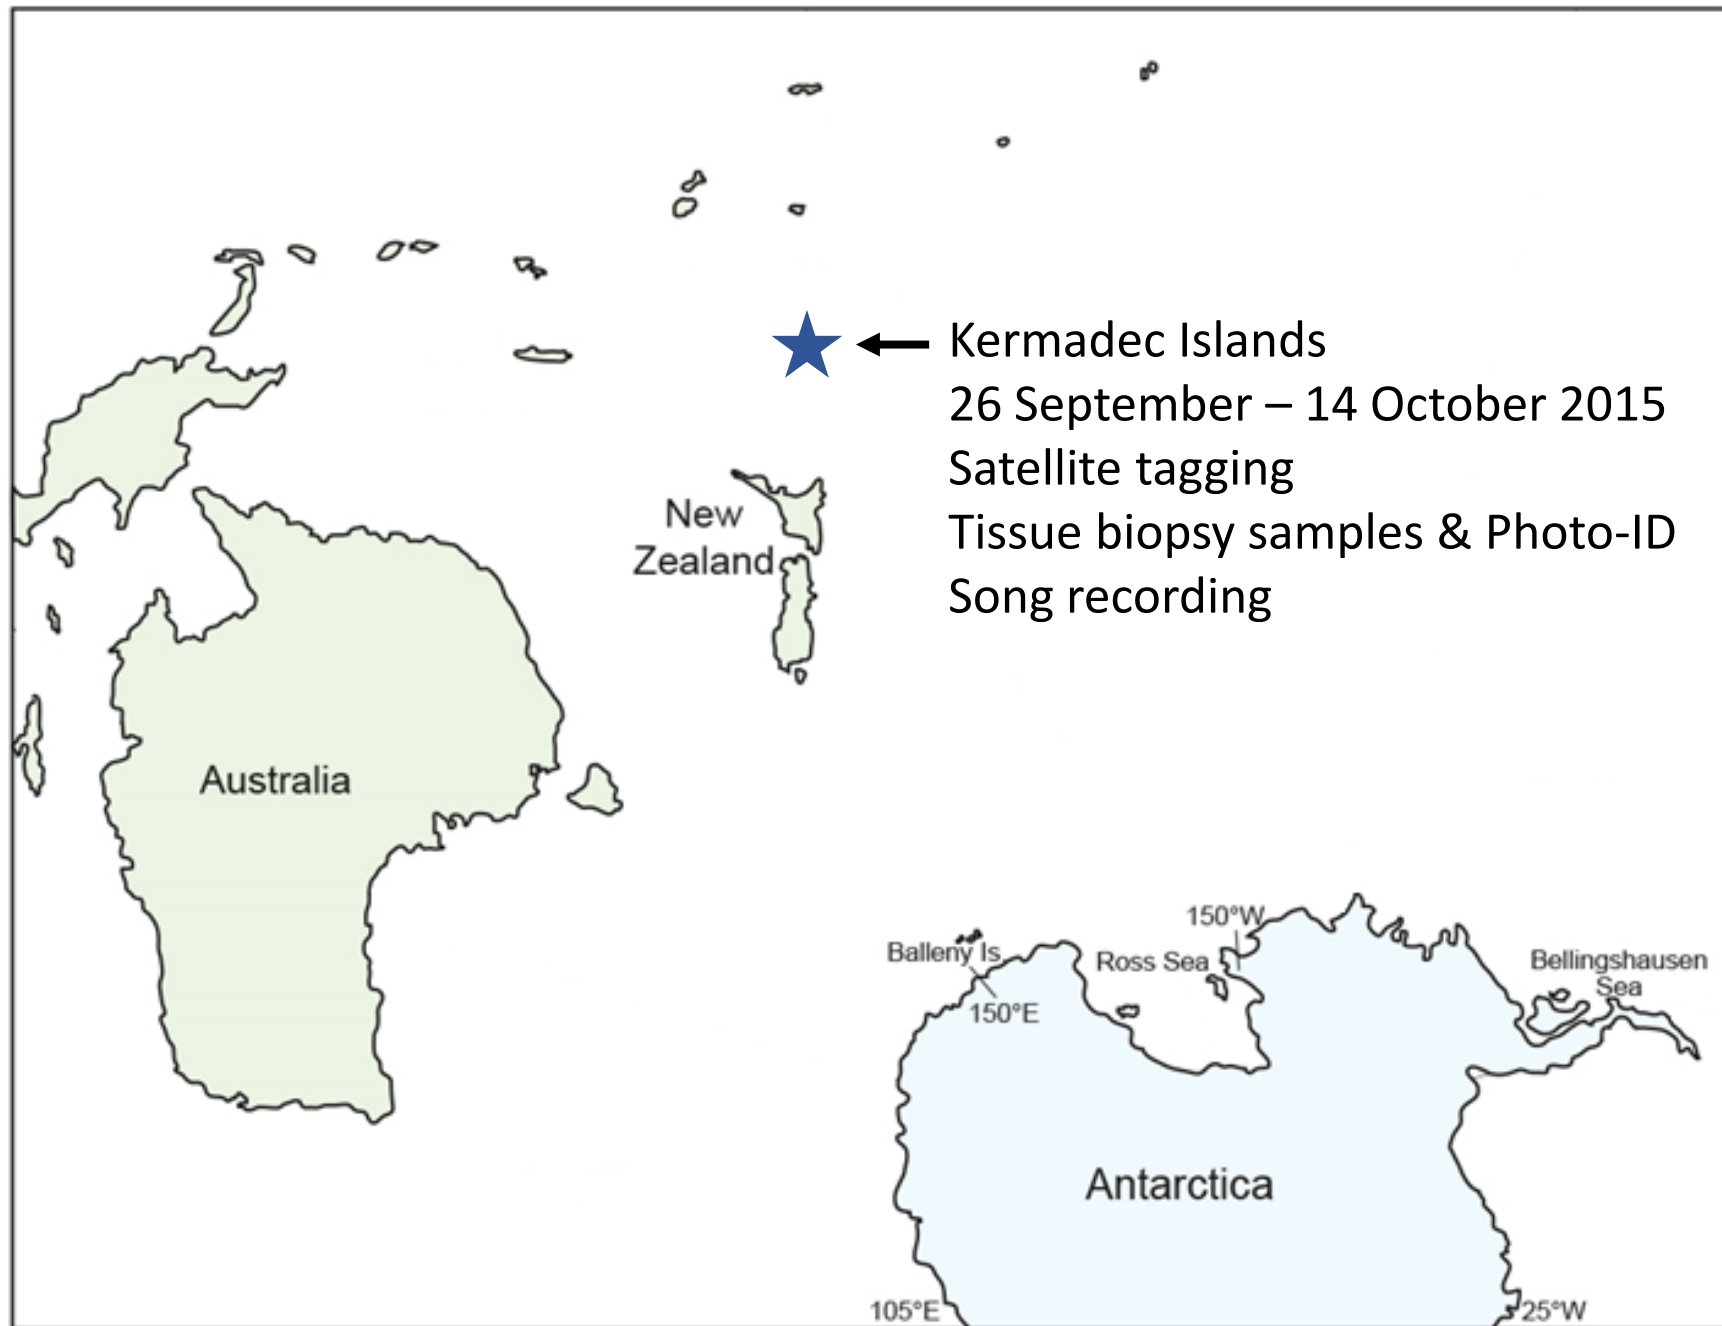 Kermadec Islands
26 September – 14 October 2015
Satellite tagging
Tissue biopsy samples & Photo-ID
Song recording
New
Zealand
Australia
150°W
Balleny Is
Ross Sea
Bellingshausen
Sea
150°E
Antarctica
105°E
25°W